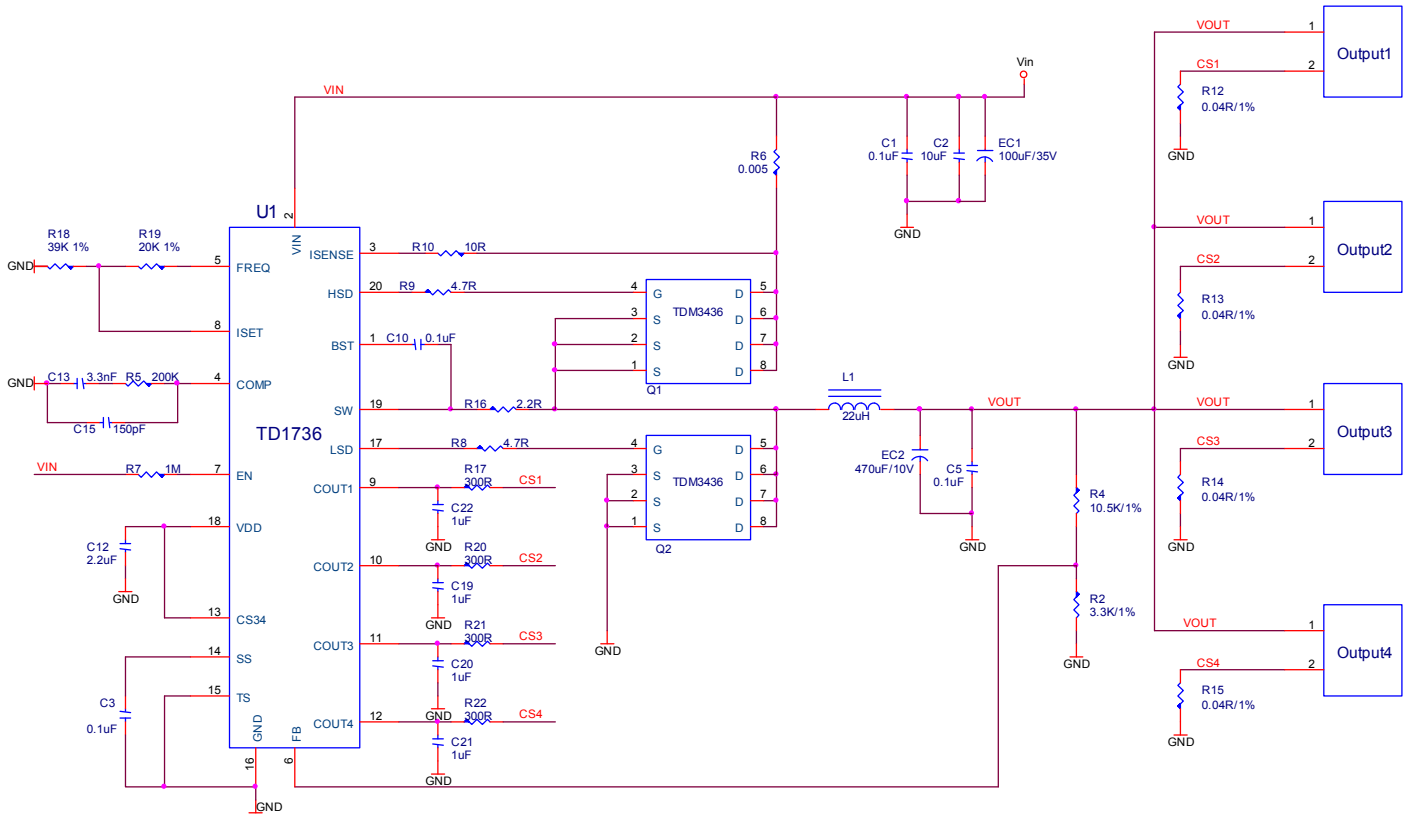 VOUT
1
Output1
CS1
2
R12
0.04R/1%
GND
Vin
VIN
R6
0.005
C1
0.1uF
C2
10uF
EC1
100uF/35V
GND
VOUT
1
Output2
CS2
2
R13
0.04R/1%
GND
U1
2
VIN
R18
39K 1%
R19
20K 1%
GND
5
FREQ
8
ISET
GND
C13
3.3nF
R5
200K
4
COMP
C15
150pF
TD1736
VIN
R7
1M
7
EN
18
VDD
C12
2.2uF
GND
13
CS34
14
SS
15
TS
C3
0.1uF
GND
16
FB
6
GND
ISENSE
3
R10
10R
HSD
20
R9
4.7R
BST
1
C10
0.1uF
SW
19
R16
2.2R
LSD
17
R8
4.7R
COUT1
9
R17
300R
CS1
C22
1uF
GND
COUT2
10
R20
300R
CS2
C19
1uF
GND
COUT3
11
R21
300R
CS3
C20
1uF
GND
COUT4
12
R22
300R
CS4
C21
1uF
GND
4
G
D
5
3
S
TDM3436
D
6
2
S
D
7
1
S
D
8
Q1
4
G
D
5
3
S
TDM3436
D
6
2
S
D
7
1
S
D
8
Q2
GND
L1
22uH
VOUT
EC2
470uF/10V
C5
0.1uF
GND
R4
10.5K/1%
R2
3.3K/1%
GND
VOUT
1
Output3
CS3
2
R14
0.04R/1%
GND
VOUT
1
Output4
CS4
2
R15
0.04R/1%
GND